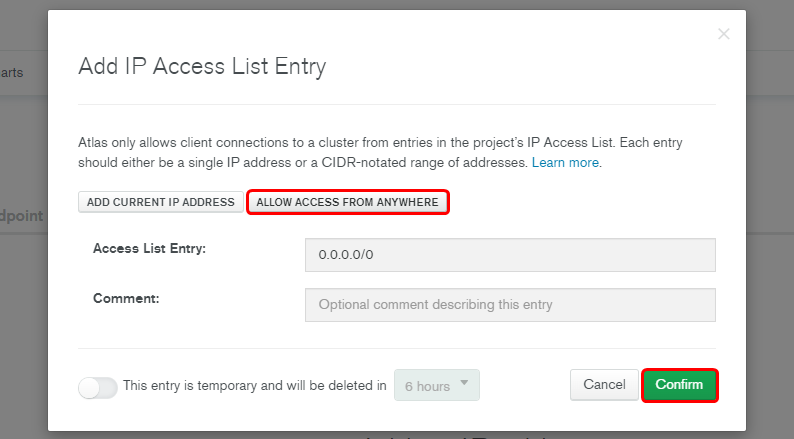 Add IP Access List Entry
arts
Atlas only allows client connections to a cluster from entries in the project's IP Access List. Each entry
should either be a single IP address or a CIDR-notated range of addresses. Learn more.
ADD CURRENT IP ADDRESS ALLOW ACCESS FROM ANYWHERE
dpoint
Access List Entry: 0.0.0.0/0
Comment: Optional comment describing this entry
This entry is temporary and will be deleted in 6 hours Cancel Confirm